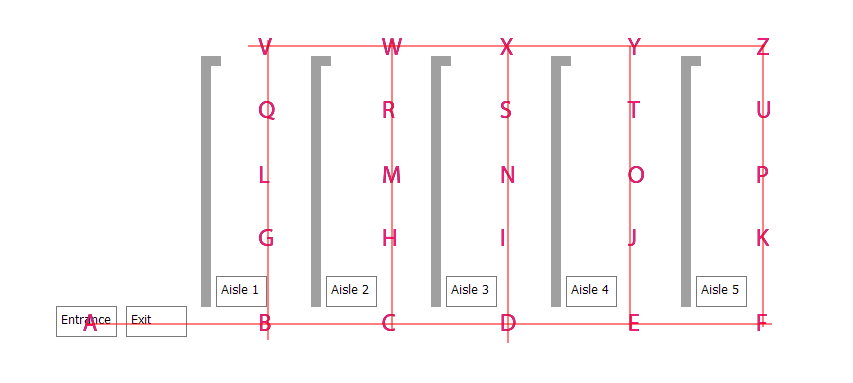 V W X Y Z
Q R S T U
L M N O P
G H I J K
Aisle 1 Aisle 2 Aisle 3 Aisle 4 Aisle 5
Entrance Exit
A B C D E F